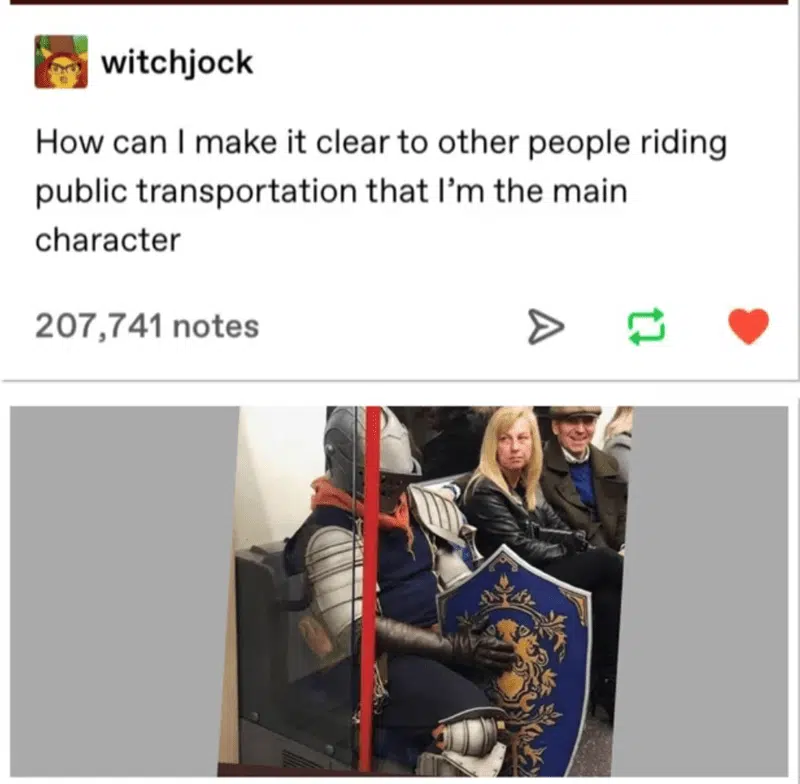 witchjock
How can I make it clear to other people riding
public transportation that I’m the main
character
207,741 notes